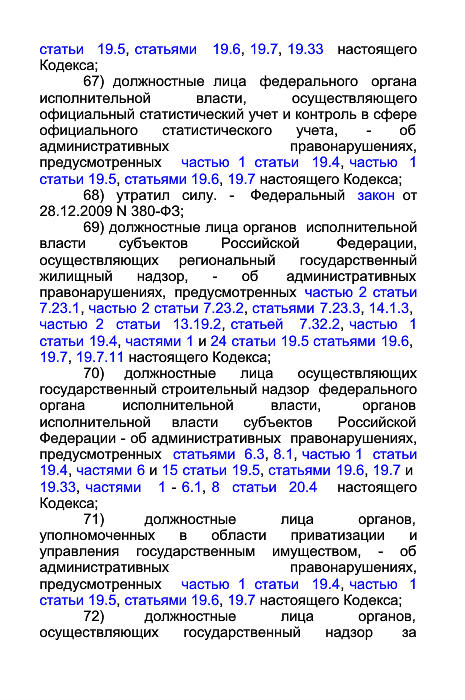 статьи 19.5, статьями 19.6, 19.7, 19.33 настоящего
Кодекса;
67) должностные лица федерального органа
исполнительной власти, осуществляющего
официальный статистический учет и контроль в сфере
официального статистического учета, - об
административных правонарушениях,
предусмотренных частью 1 статьи 19.4, частью 1
статьи 19.5, статьями 19.6, 19.7 настоящего Кодекса;
68) утратил силу. - Федеральный закон от
28.12.2009 N 380-ФЗ;
69) должностные лица органов исполнительной
власти субъектов Российской Федерации,
осуществляющих региональный государственный
жилищный надзор, - об административных
правонарушениях, предусмотренных частью 2 статьи
7.23.1, частью 2 статьи 7.23.2, статьями 7.23.3, 14.1.3,
частью 2 статьи 13.19.2, статьей 7.32.2, частью 1
статьи 19.4, частями 1 и 24 статьи 19.5 статьями 19.6,
19.7, 19.7.11 настоящего Кодекса;
70) должностные лица осуществляющих
государственный строительный надзор федерального
органа исполнительной власти, органов
исполнительной власти субъектов Российской
Федерации - об административных правонарушениях,
предусмотренных статьями 6.3, 8.1, частью 1 статьи
19.4, частями 6 и 15 статьи 19.5, статьями 19.6, 19.7 и
19.33, частями 1 - 6.1, 8 статьи 20.4 настоящего
Кодекса;
71) должностные лица органов,
уполномоченных в области приватизации и
управления государственным имуществом, - об
административных правонарушениях,
предусмотренных частью 1 статьи 19.4, частью 1
статьи 19.5, статьями 19.6, 19.7 настоящего Кодекса;
72) должностные лица органов,
осуществляющих государственный надзор за